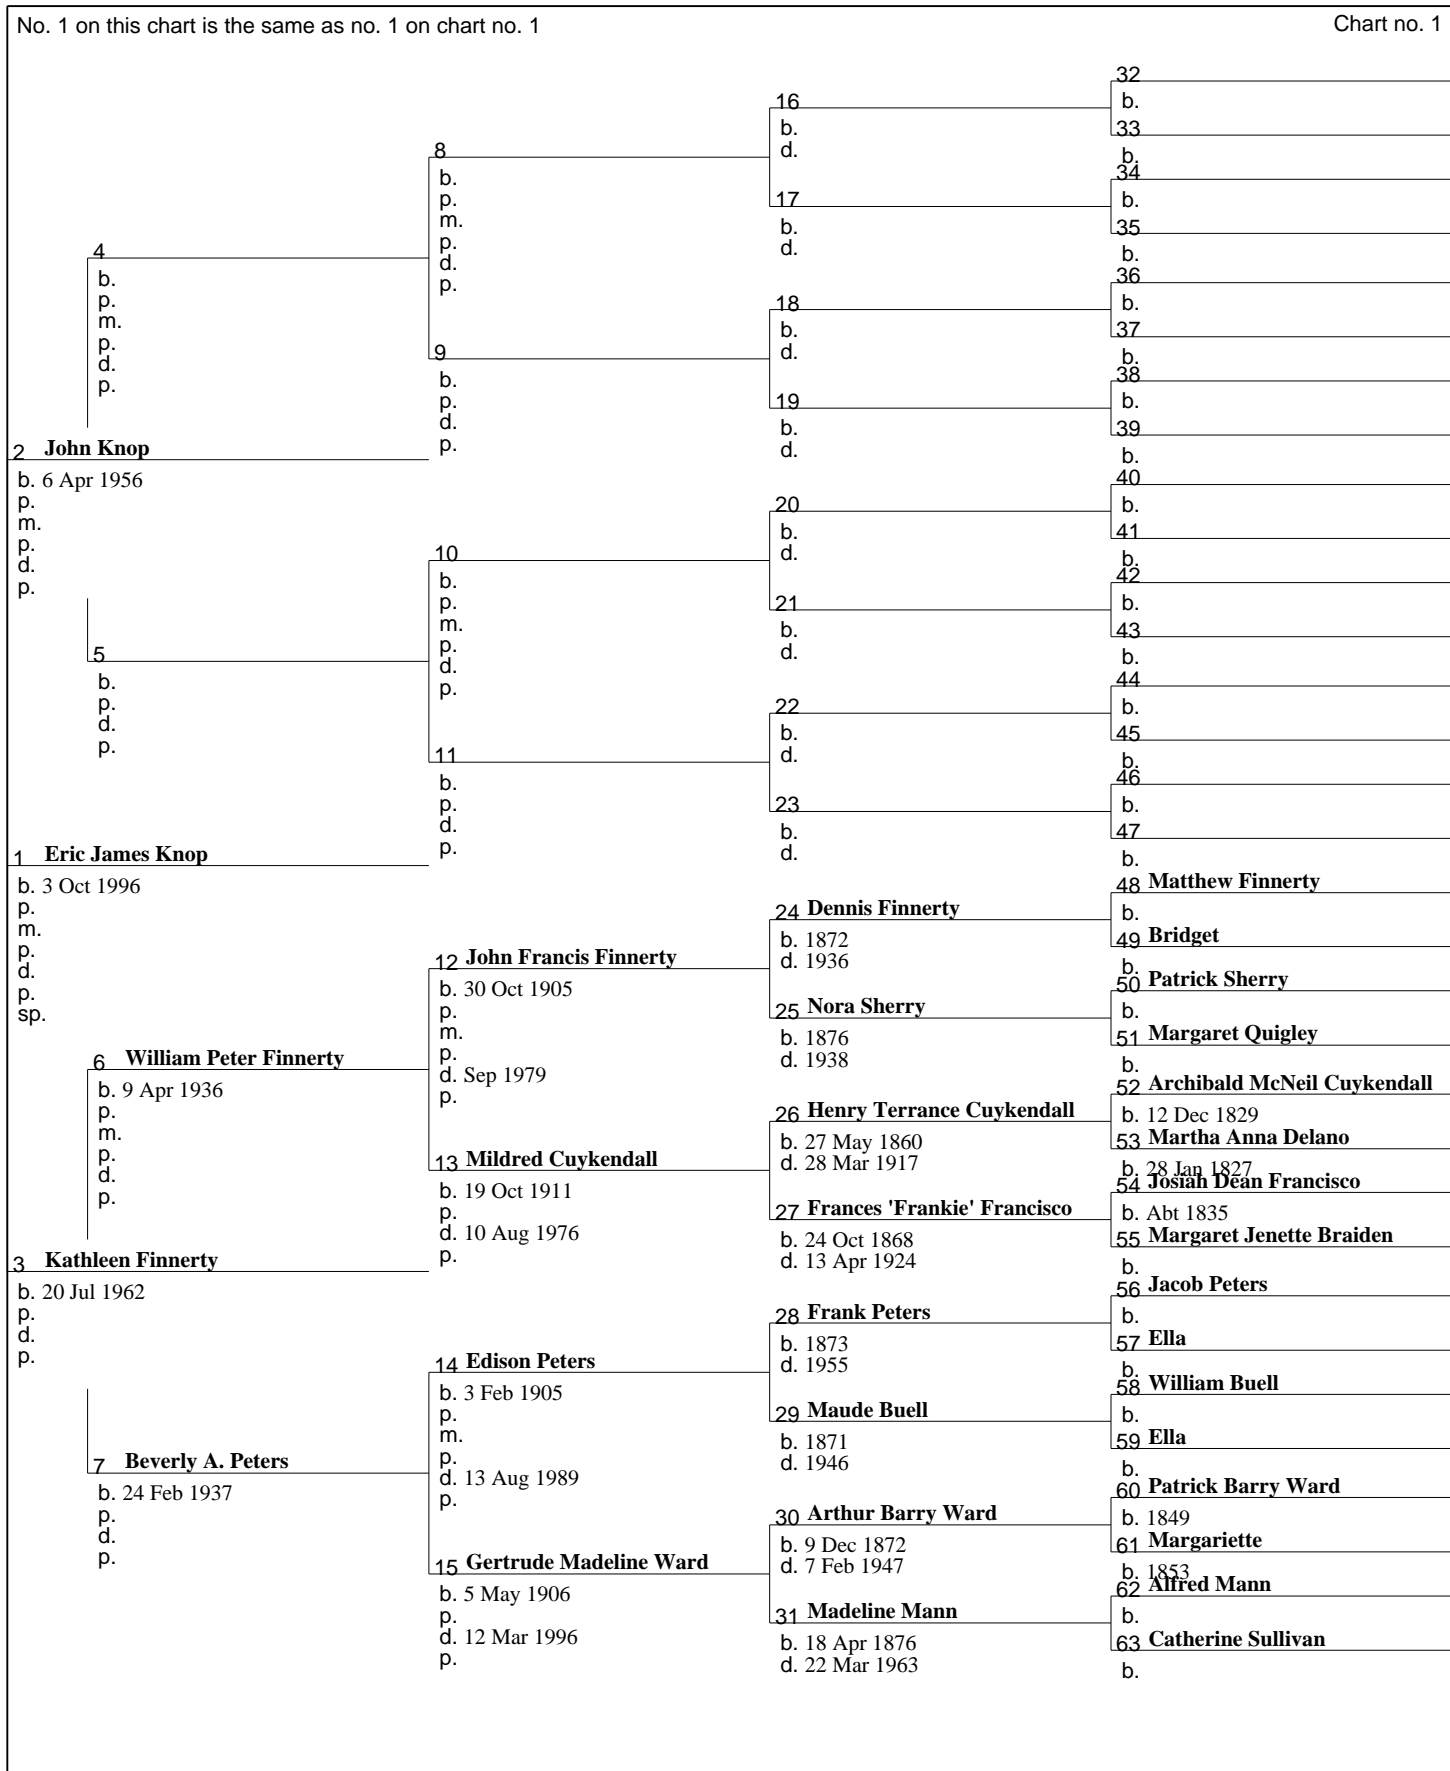 No. 1 on this chart is the same as no. 1 on chart no. 1
Chart no. 1
2 John Knop
b. 6 Apr 1956
p.
m.
p.
d.
p.
1 Eric James Knop
b. 3 Oct 1996
p.
m.
p.
d.
p.
sp.
3 Kathleen Finnerty
b. 20 Jul 1962
p.
d.
p.
4
b.
p.
m.
p.
d.
p.
5
b.
p.
d.
p.
6 William Peter Finnerty
b. 9 Apr 1936
p.
m.
p.
d.
p.
7 Beverly A. Peters
b. 24 Feb 1937
p.
d.
p.
8
b.
p.
m.
p.
d.
p.
9
b.
p.
d.
p.
10
b.
p.
m.
p.
d.
p.
11
b.
p.
d.
p.
12 John Francis Finnerty
b. 30 Oct 1905
p.
m.
p.
d. Sep 1979
p.
13 Mildred Cuykendall
b. 19 Oct 1911
p.
d. 10 Aug 1976
p.
14 Edison Peters
b. 3 Feb 1905
p.
m.
p.
d. 13 Aug 1989
p.
15 Gertrude Madeline Ward
b. 5 May 1906
p.
d. 12 Mar 1996
p.
16
b.
d.
17
b.
d.
18
b.
d.
19
b.
d.
20
b.
d.
21
b.
d.
22
b.
d.
23
b.
d.
24 Dennis Finnerty
b. 1872
d. 1936
25 Nora Sherry
b. 1876
d. 1938
26 Henry Terrance Cuykendall
b. 27 May 1860
d. 28 Mar 1917
27 Frances 'Frankie' Francisco
b. 24 Oct 1868
d. 13 Apr 1924
28 Frank Peters
b. 1873
d. 1955
29 Maude Buell
b. 1871
d. 1946
30 Arthur Barry Ward
b. 9 Dec 1872
d. 7 Feb 1947
31 Madeline Mann
b. 18 Apr 1876
d. 22 Mar 1963
32
b.
33
b.
34
b.
35
b.
36
b.
37
b.
38
b.
39
b.
40
b.
41
b.
42
b.
43
b.
44
b.
45
b.
46
b.
47
b.
48 Matthew Finnerty
b.
49 Bridget
b.
50 Patrick Sherry
b.
51 Margaret Quigley
b.
52 Archibald McNeil Cuykendall
b. 12 Dec 1829
53 Martha Anna Delano
b. 28 Jan 1827
54 Josiah Dean Francisco
b. Abt 1835
55 Margaret Jenette Braiden
b.
56 Jacob Peters
b.
57 Ella
b.
58 William Buell
b.
59 Ella
b.
60 Patrick Barry Ward
b. 1849
61 Margariette
b. 1853
62 Alfred Mann
b.
63 Catherine Sullivan
b.